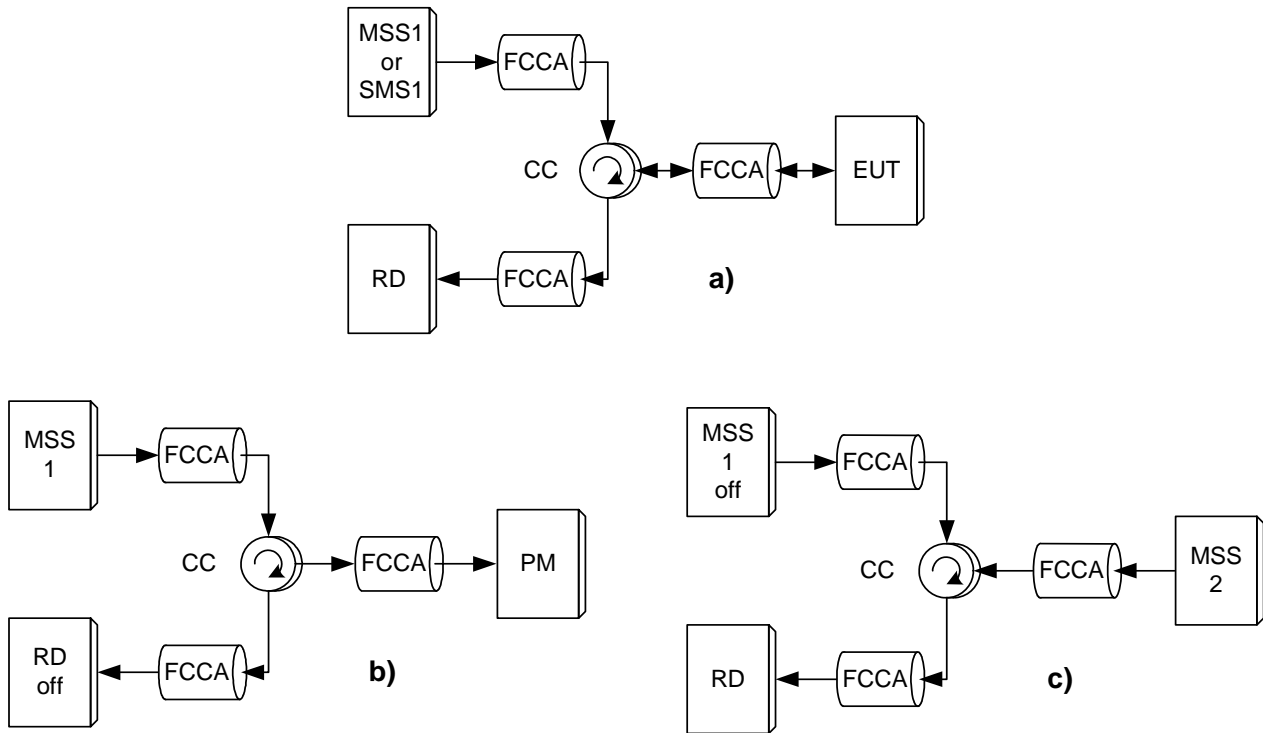 MSS1
or
SMS1
FCCA
CC
FCCA
EUT
RD
FCCA
a)
MSS
1
FCCA
CC
FCCA
PM
RD
off
FCCA
b)
MSS
1
off
FCCA
CC
FCCA
MSS
2
RD
FCCA
c)